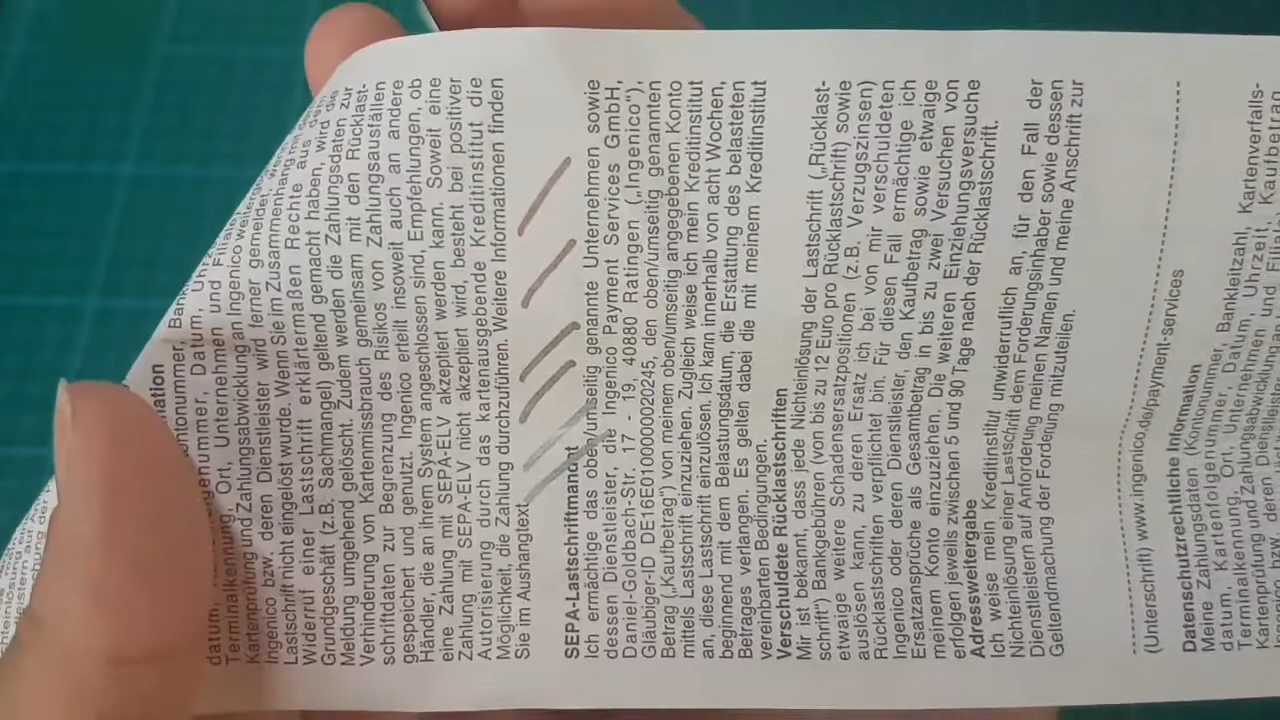 datum,
Terminalkennung, Ort, Unternehmen und Filiale,
Kartenprüfung und Zahlungsabwicklung an Ingenico
Ingenico bzw. deren Dienstleister wird ferner gemeldet,
Lastschrift nicht eingelöst wurde. Wenn Sie im Zusammenhang
Widerruf einer Lastschrift erklärtermaßen Rechte aus dem
Grundgeschäft (z.B. Sachmangel) geltend gemacht haben, wird die
Meldung umgehend gelöscht. Zudem werden die Zahlungsdaten zur
Verhinderung von Kartenmissbrauch gemeinsam mit den Rücklast-
schriftdaten zur Begrenzung des Risikos von Zahlungsausfällen
gespeichert und genutzt. Ingenico erteilt insoweit auch an andere
Händler, die an ihrem System angeschlossen sind, Empfehlungen, ob
eine Zahlung mit SEPA-ELV akzeptiert werden kann. Soweit eine
Zahlung mit SEPA-ELV nicht akzeptiert wird, besteht bei positiver
Autorisierung durch das kartenausgebende Kreditinstitut die
Möglichkeit, die Zahlung durchzuführen. Weitere Informationen finden
Sie im Aushangtext.
SEPA-Lastschriftmandat
Ich ermächtige das oben/umseitig genannte Unternehmen sowie
dessen Dienstleister, die Ingenico Payment Services GmbH,
Daniel-Goldbach-Str. 17 - 19, 40880 Ratingen („Ingenico“),
Gläubiger-ID DE16E0100000020245, den oben/umseitig genannten
Betrag („Kaufbetrag“) von meinem oben/umseitig angegebenen Konto
mittels Lastschrift einzuziehen. Zugleich weise ich mein Kreditinstitut
an, diese Lastschrift einzulösen. Ich kann innerhalb von acht Wochen,
beginnend mit dem Belastungsdatum, die Erstattung des belasteten
Betrages verlangen. Es gelten dabei die mit meinem Kreditinstitut
vereinbarten Bedingungen.
Verschuldete Rücklastschriften
Mir ist bekannt, dass jede Nichteinlösung der Lastschrift („Rücklast-
schrift“) Bankgebühren (von bis zu 12 Euro pro Rücklastschrift) sowie
etwaige weitere Schadensersatzpositionen (z.B. Verzugszinsen)
auslösen kann, zu deren Ersatz ich bei von mir verschuldeten
Rücklastschriften verpflichtet bin. Für diesen Fall ermächtige ich
Ingenico oder deren Dienstleister, den Kaufbetrag sowie etwaige
Ersatzansprüche als Gesamtbetrag in bis zu zwei Versuchen von
meinem Konto einzuziehen. Die weiteren Einziehungsversuche
erfolgen jeweils zwischen 5 und 90 Tage nach der Rücklastschrift.
Adressweitergabe
Ich weise mein Kreditinstitut unwiderruflich an, für den Fall der
Nichteinlösung einer Lastschrift dem Forderungsinhaber sowie dessen
Dienstleistern auf Anforderung meinen Namen und meine Anschrift zur
Geltendmachung der Forderung mitzuteilen.
(Unterschrift) www.ingenico.de/payment-services
Datenschutzrechtliche Information
Meine Zahlungsdaten (Kontonummer, Bankleitzahl, Kartenverfalls-
datum, Kartenfolgenummer, Datum, Uhrzeit, Kaufbetrag,
Terminalkennung, Ort, Unternehmen und
Kartenprüfung und Zahlungsabwicklung
bzw. deren Dienstleister